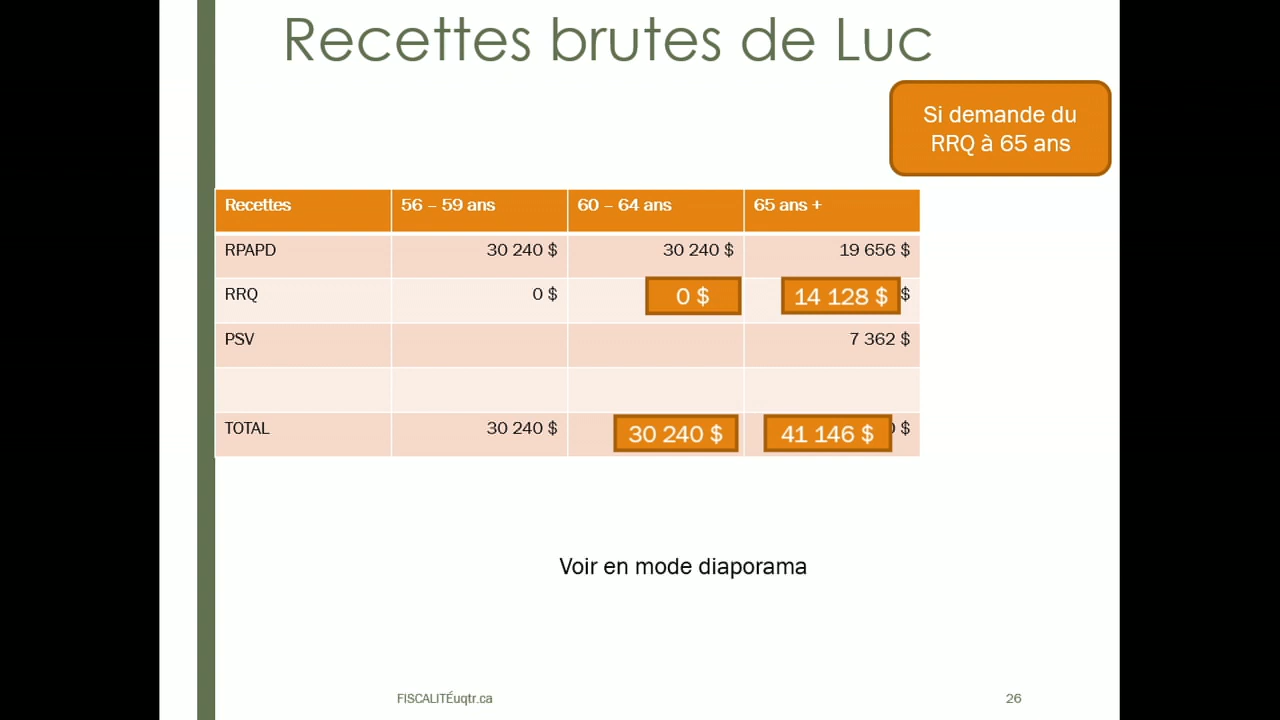 Recettes brutes de Luc
Si demande du
RRQ à 65 ans
Recettes 56 – 59 ans 60 – 64 ans 65 ans +
RPAPD 30 240 $ 30 240 $ 19 656 $
RRQ 0 $ 0 $ 14 128 $ $
PSV 7 362 $
TOTAL 30 240 $ 30 240 $ 41 146 $ $
Voir en mode diaporama
FISCALITÉuqtr.ca 26